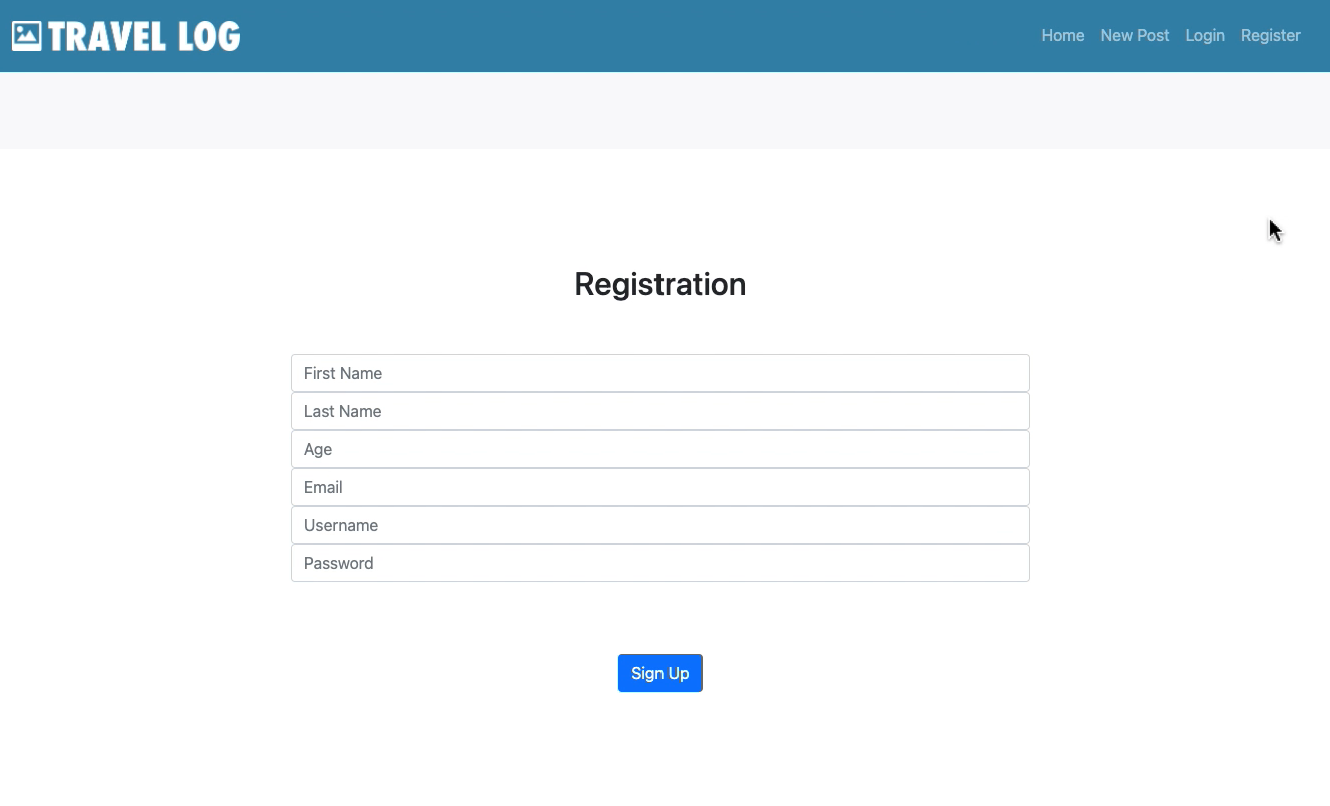 TRAVEL LOG
Home New Post Login Register
Registration
First Name
Last Name
Age
Email
Username
Password
Sign Up